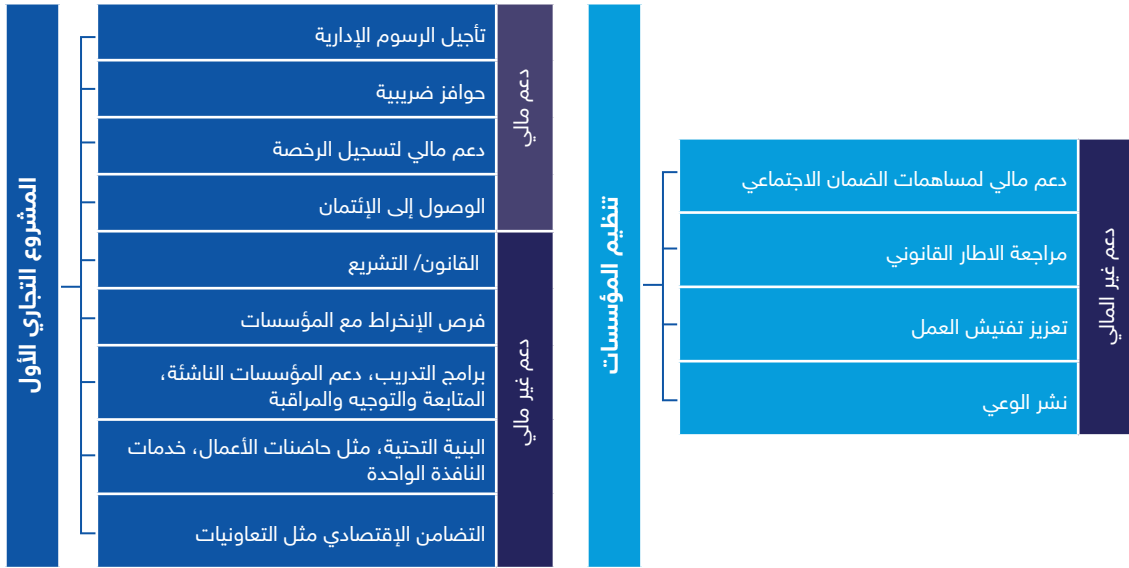 تنظيم المؤسسات
دعم غير المالي
دعم مالي لمساهمات الضمان الاجتماعي
مراجعة الاطار القانوني
تعزيز تفتيش العمل
نشر الوعي
المشروع التجاري الأول
دعم مالي
تأجيل الرسوم الإدارية
حوافز ضريبية
دعم مالي لتسجيل الرخصة
الوصول إلى الإئتمان
دعم غير مالي
القانون/ التشريع
فرص الإنخراط مع المؤسسات
برامج التدريب، دعم المؤسسات الناشئة،
المتابعة والتوجيه والمراقبة
البنية التحتية، مثل حاضنات الأعمال، خدمات
النافذة الواحدة
التضامن الإقتصادي مثل التعاونيات